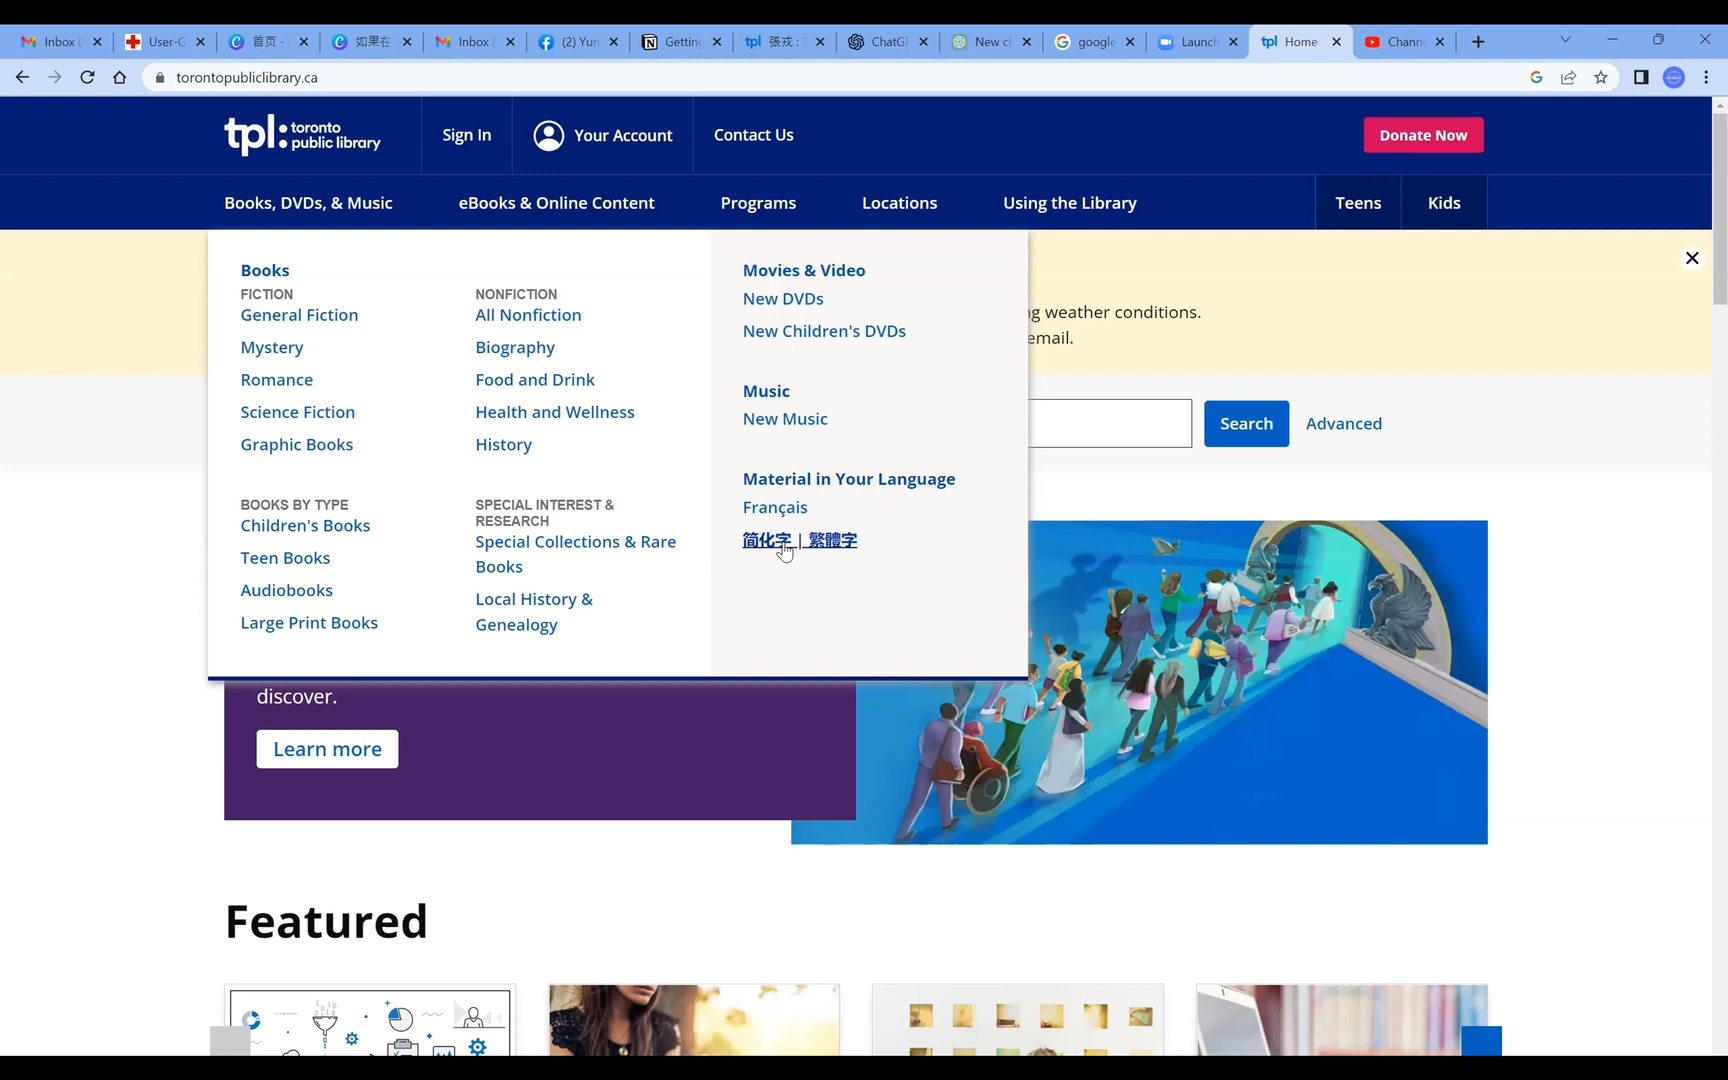 Inbox (
User-G
首页 -
如果在
Inbox (
(2) Yun
Getting
tpl 張戎 : T
ChatGP
New ch
google
Launch
tpl Home
Chann
torontopubliclibrary.ca
tpl: toronto public library
Sign In
Your Account
Contact Us
Donate Now
Books, DVDs, & Music
eBooks & Online Content
Programs
Locations
Using the Library
Teens
Kids
Books
FICTION
General Fiction
Mystery
Romance
Science Fiction
Graphic Books
NONFICTION
All Nonfiction
Biography
Food and Drink
Health and Wellness
History
BOOKS BY TYPE
Children's Books
Teen Books
Audiobooks
Large Print Books
SPECIAL INTEREST &
RESEARCH
Special Collections & Rare
Books
Local History &
Genealogy
Movies & Video
New DVDs
New Children's DVDs
Music
New Music
Material in Your Language
Français
简化字 | 繁體字
g weather conditions.
email.
Search
Advanced
discover.
Learn more
Featured